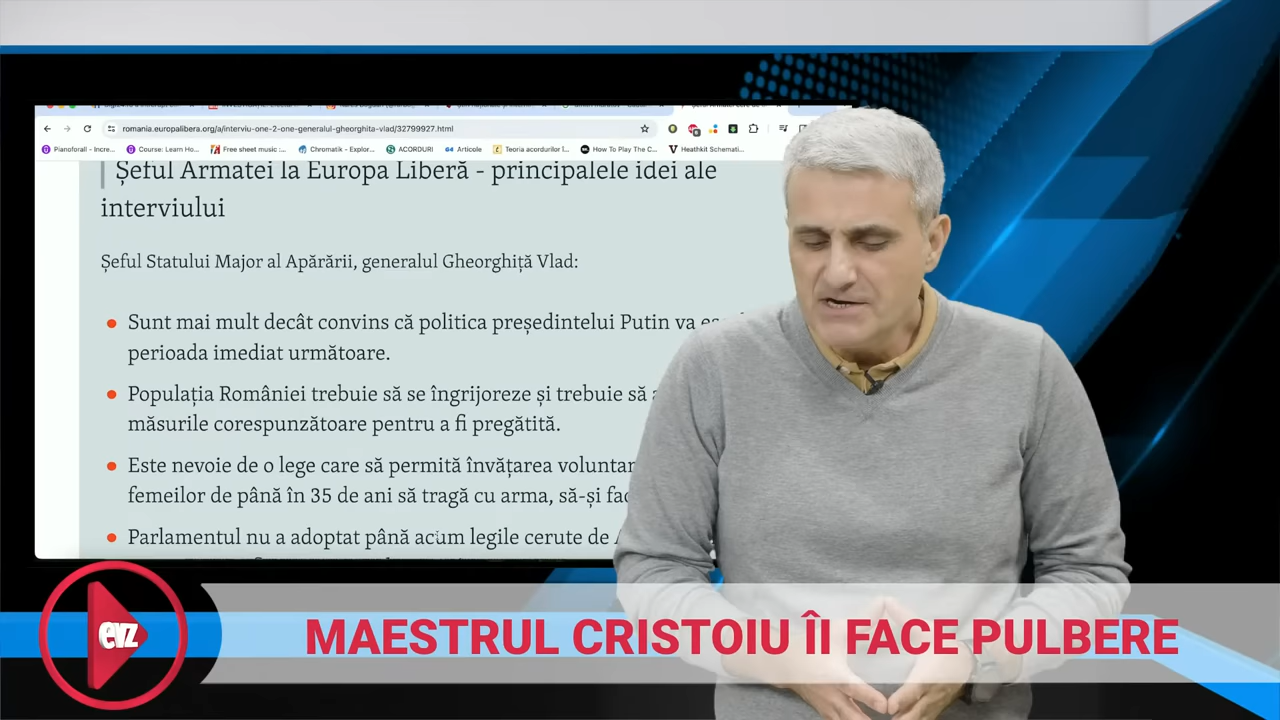 romania.europalibera.org/a/interviu-one-2-one-generalul-gheorghita-vlad/32799927.html
Pianoforall - Incre... Course: Learn Ho... Free sheet music :... Chromatik - Explor... ACORDURI Articole Teoria acordurilor î... How To Play The C... Heathkit Schemati...
Șeful Armatei la Europa Liberă - principalele idei ale
interviului
Șeful Statului Major al Apărării, generalul Gheorghiță Vlad:
Sunt mai mult decât convins că politica președintelui Putin va
perioada imediat următoare.
Populația României trebuie să se îngrijoreze și trebuie să
măsurile corespunzătoare pentru a fi pregătită.
Este nevoie de o lege care să permită învățarea
femeilor de până în 35 de ani să tragă cu arma, să-și
Parlamentul nu a adoptat până acum legile cerute de
evz
MAESTRUL CRISTOIU ÎI FACE PULBERE